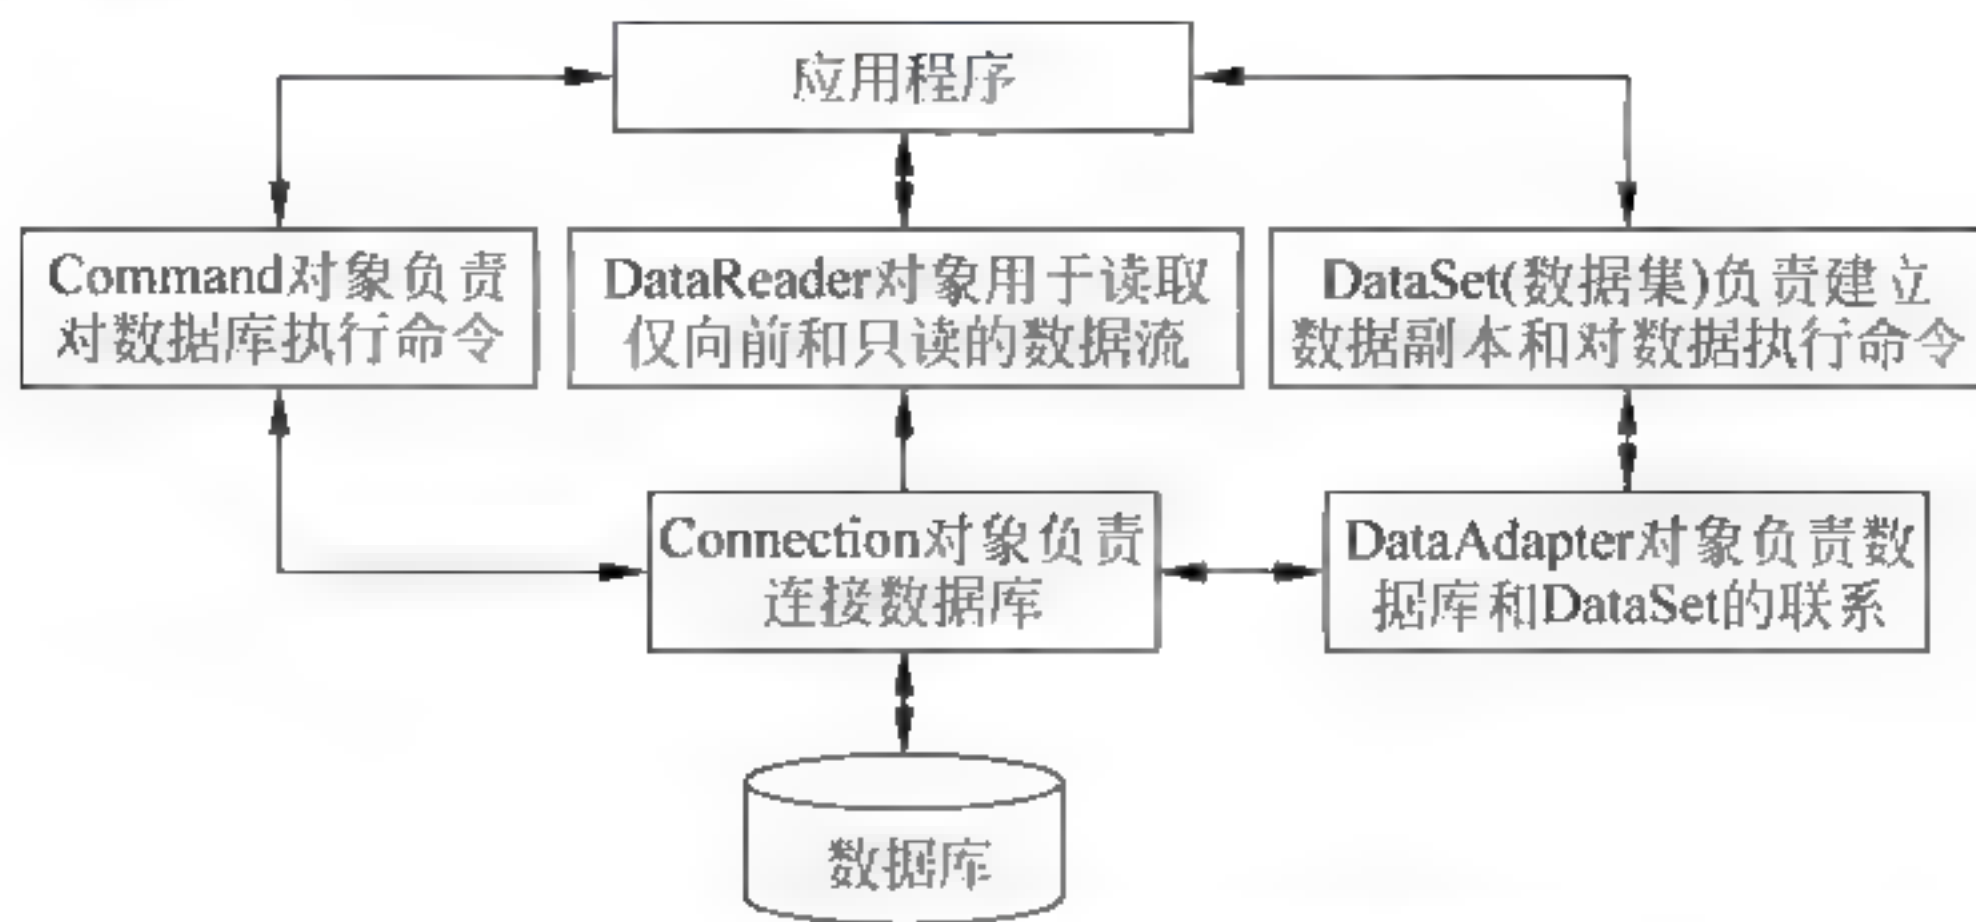 应用程序
Command对象负责
对数据库执行命令
DataReader对象用于读取
仅向前和只读的数据流
DataSet(数据集)负责建立
数据副本和对数据执行命令
Connection对象负责
连接数据库
DataAdapter对象负责数
据库和DataSet的联系
数据库